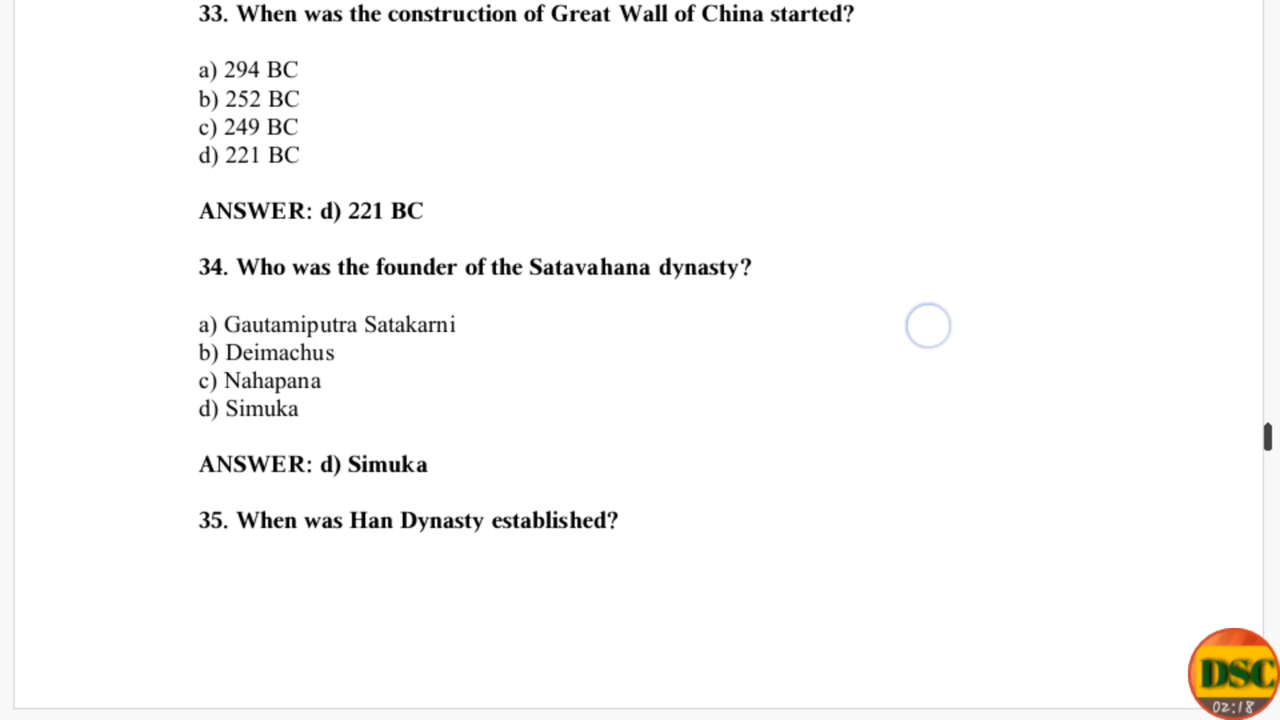 33. When was the construction of Great Wall of China started?
a) 294 BC
b) 252 BC
c) 249 BC
d) 221 BC
ANSWER: d) 221 BC
34. Who was the founder of the Satavahana dynasty?
a) Gautamiputra Satakarni
b) Deimachus
c) Nahapana
d) Simuka
ANSWER: d) Simuka
35. When was Han Dynasty established?
DSC
02:18